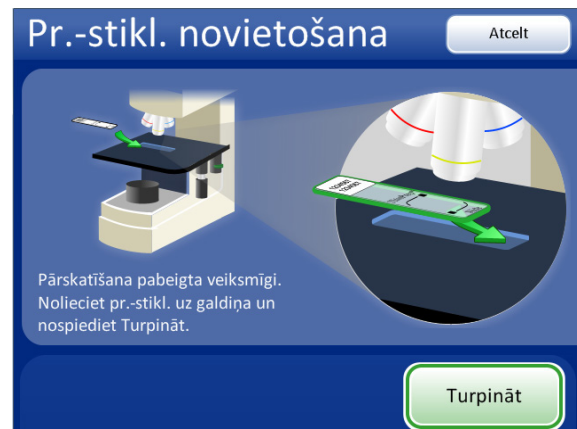 Pr.-stikl. novietošana
Atcelt
Pārskatīšana pabeigta veiksmīgi.
Nolieciet pr.-stikl. uz galdiņa un
nospiediet Turpināt.
Turpināt